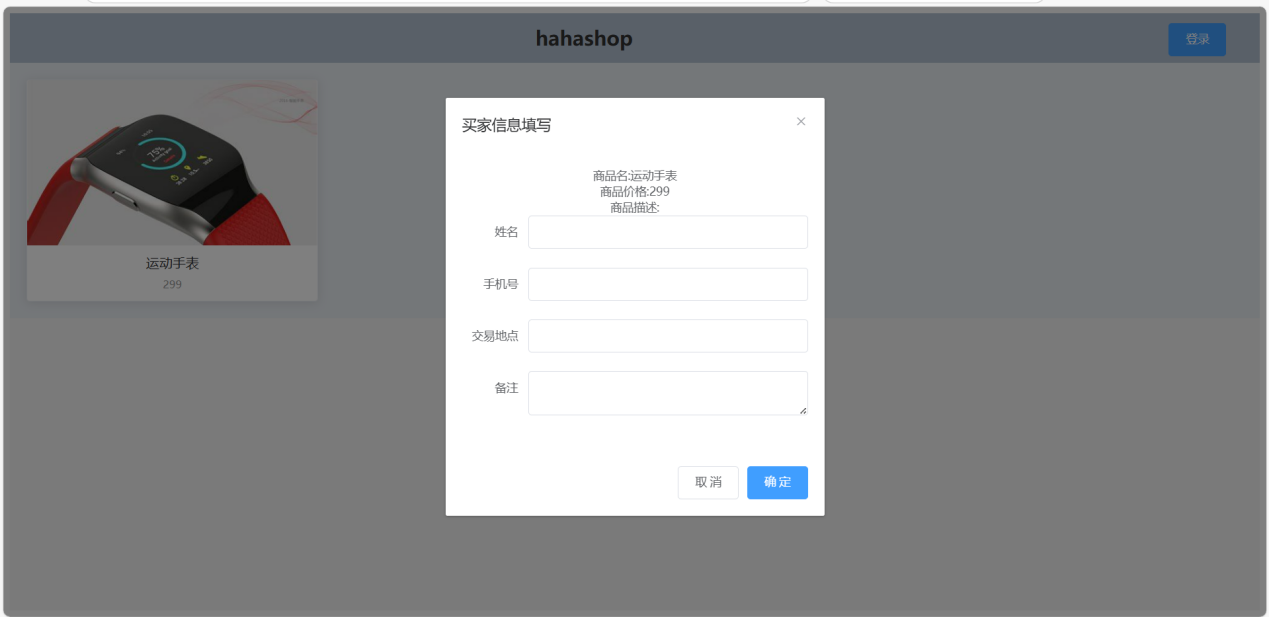 hahashop
登录
75%
运动手表
299
买家信息填写
商品名:运动手表
商品价格:299
商品描述:
姓名
手机号
交易地点
备注
取消
确定